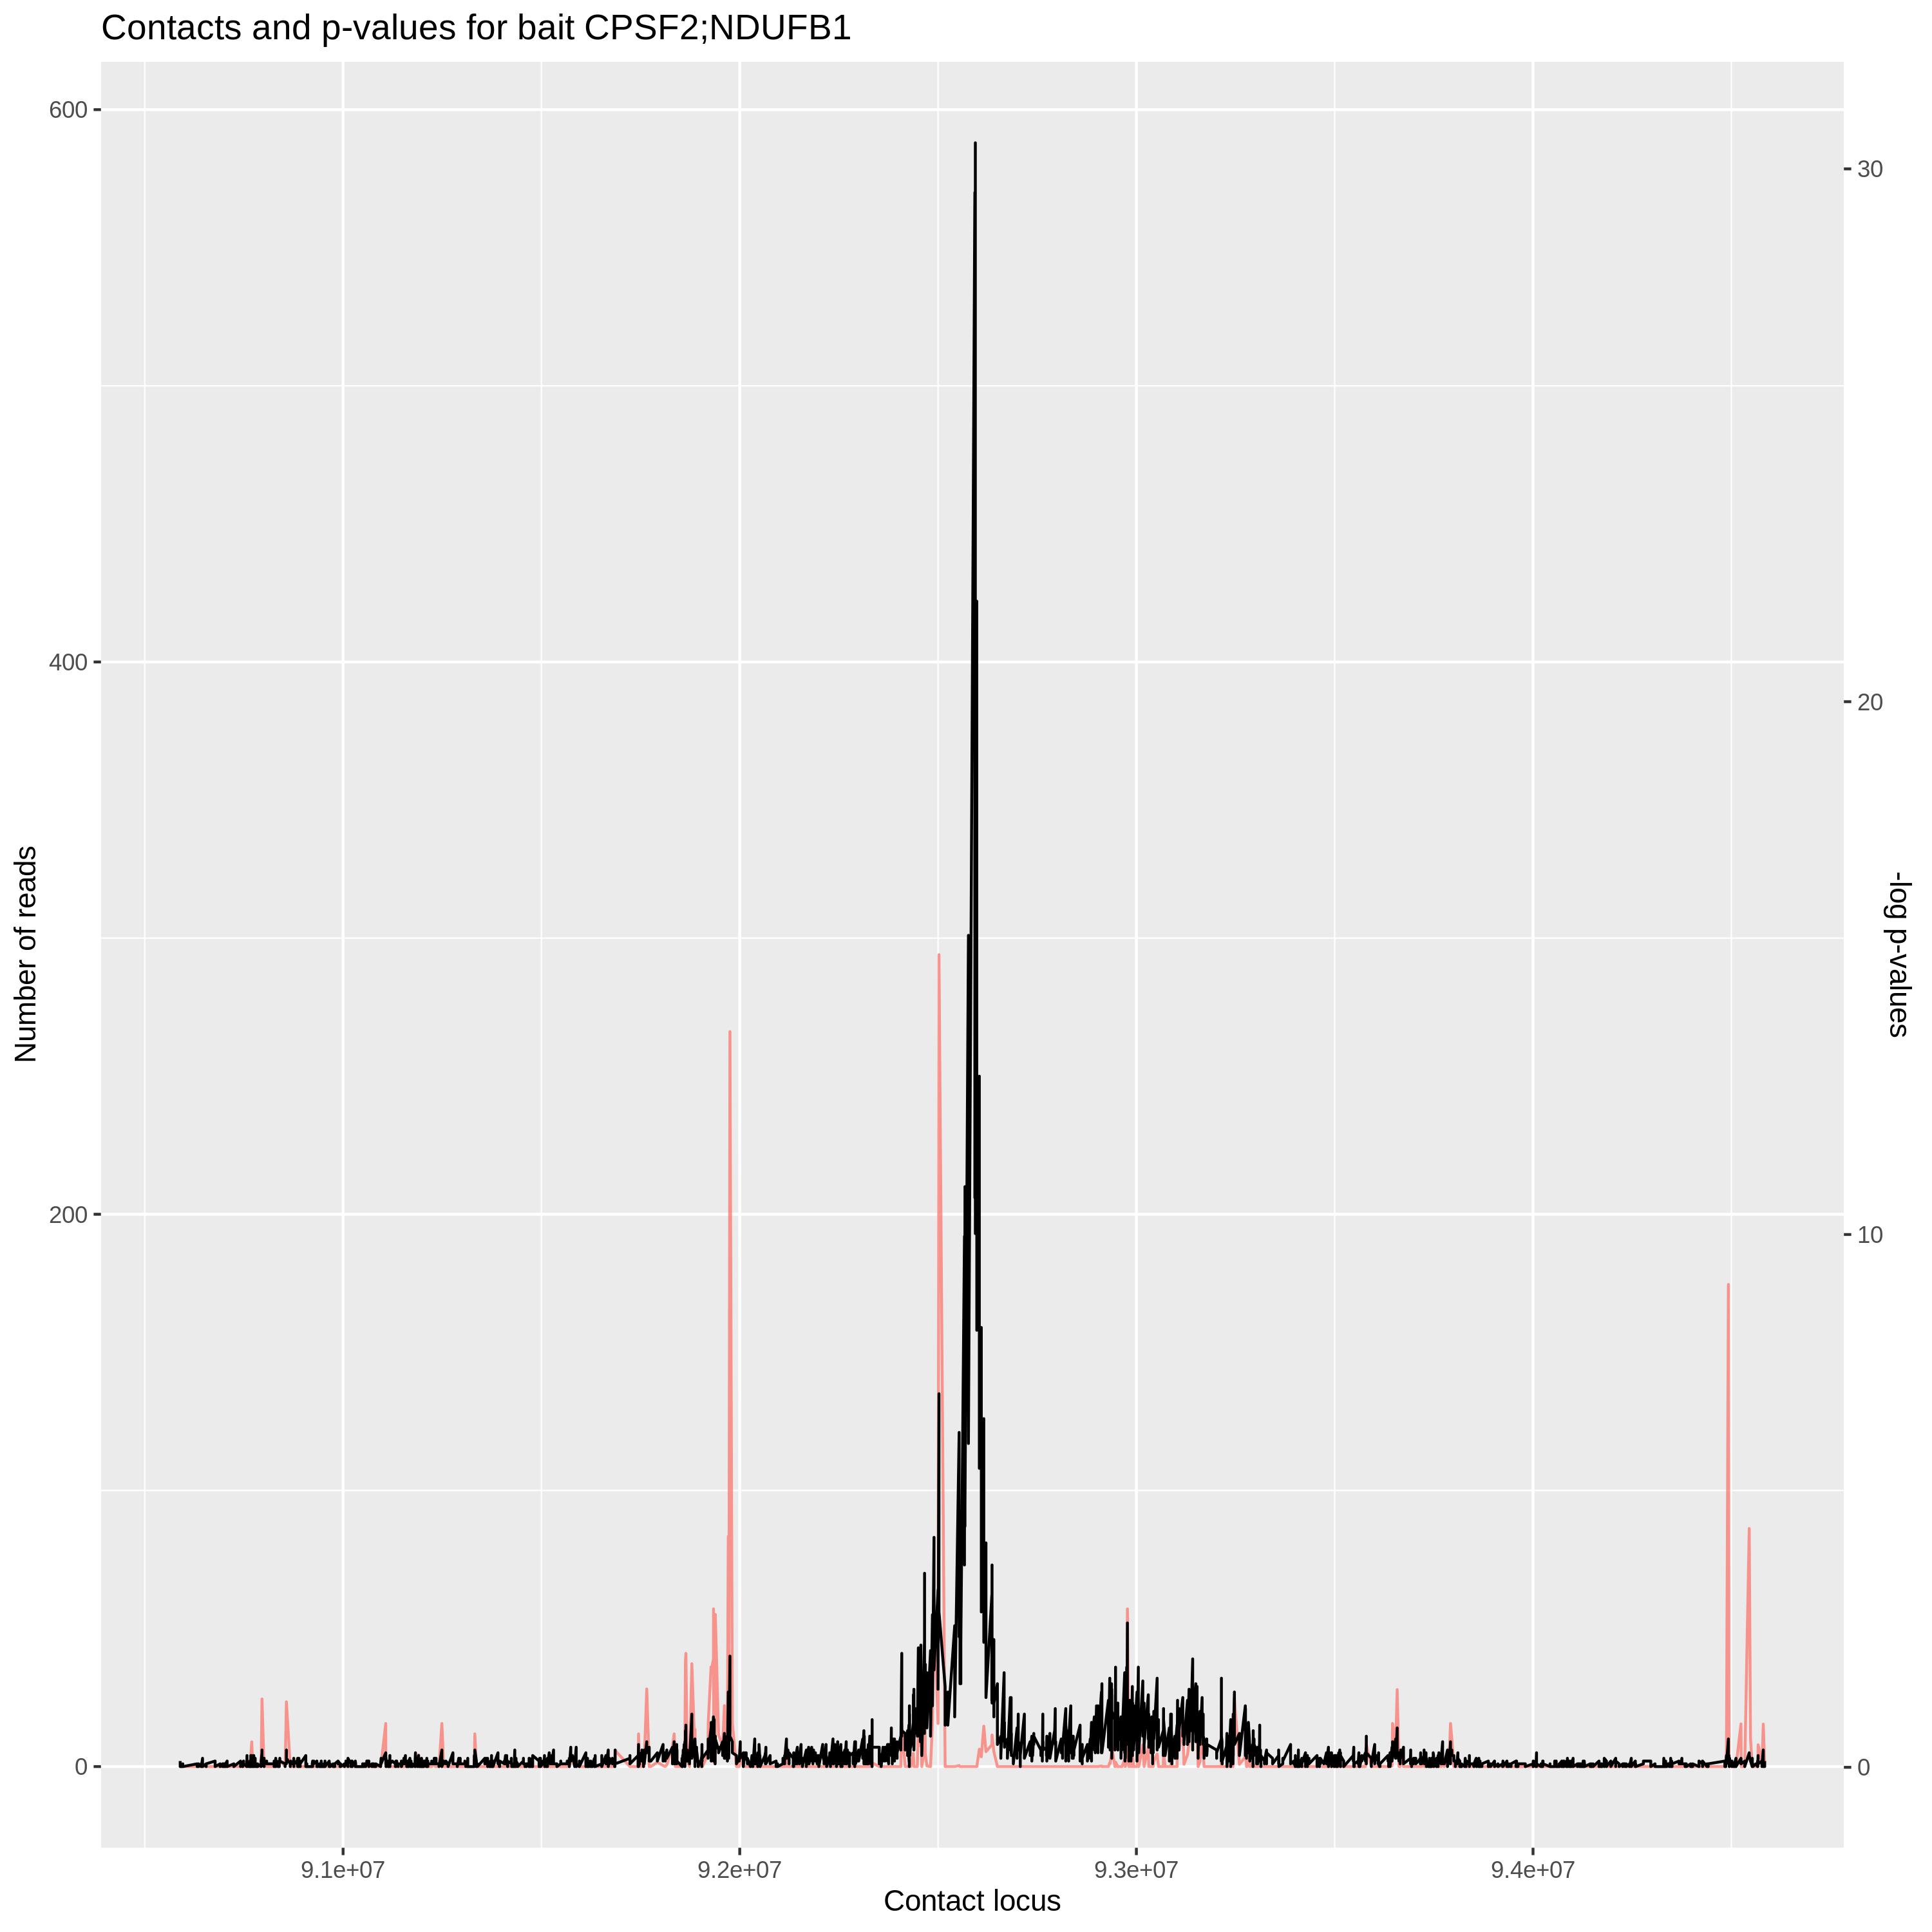 Contacts and p-values for bait CPSF2;NDUFB1
600
400
200
0
Number of reads
30
20
10
0
-log p-values
9.1e+07 9.2e+07 9.3e+07 9.4e+07
Contact locus